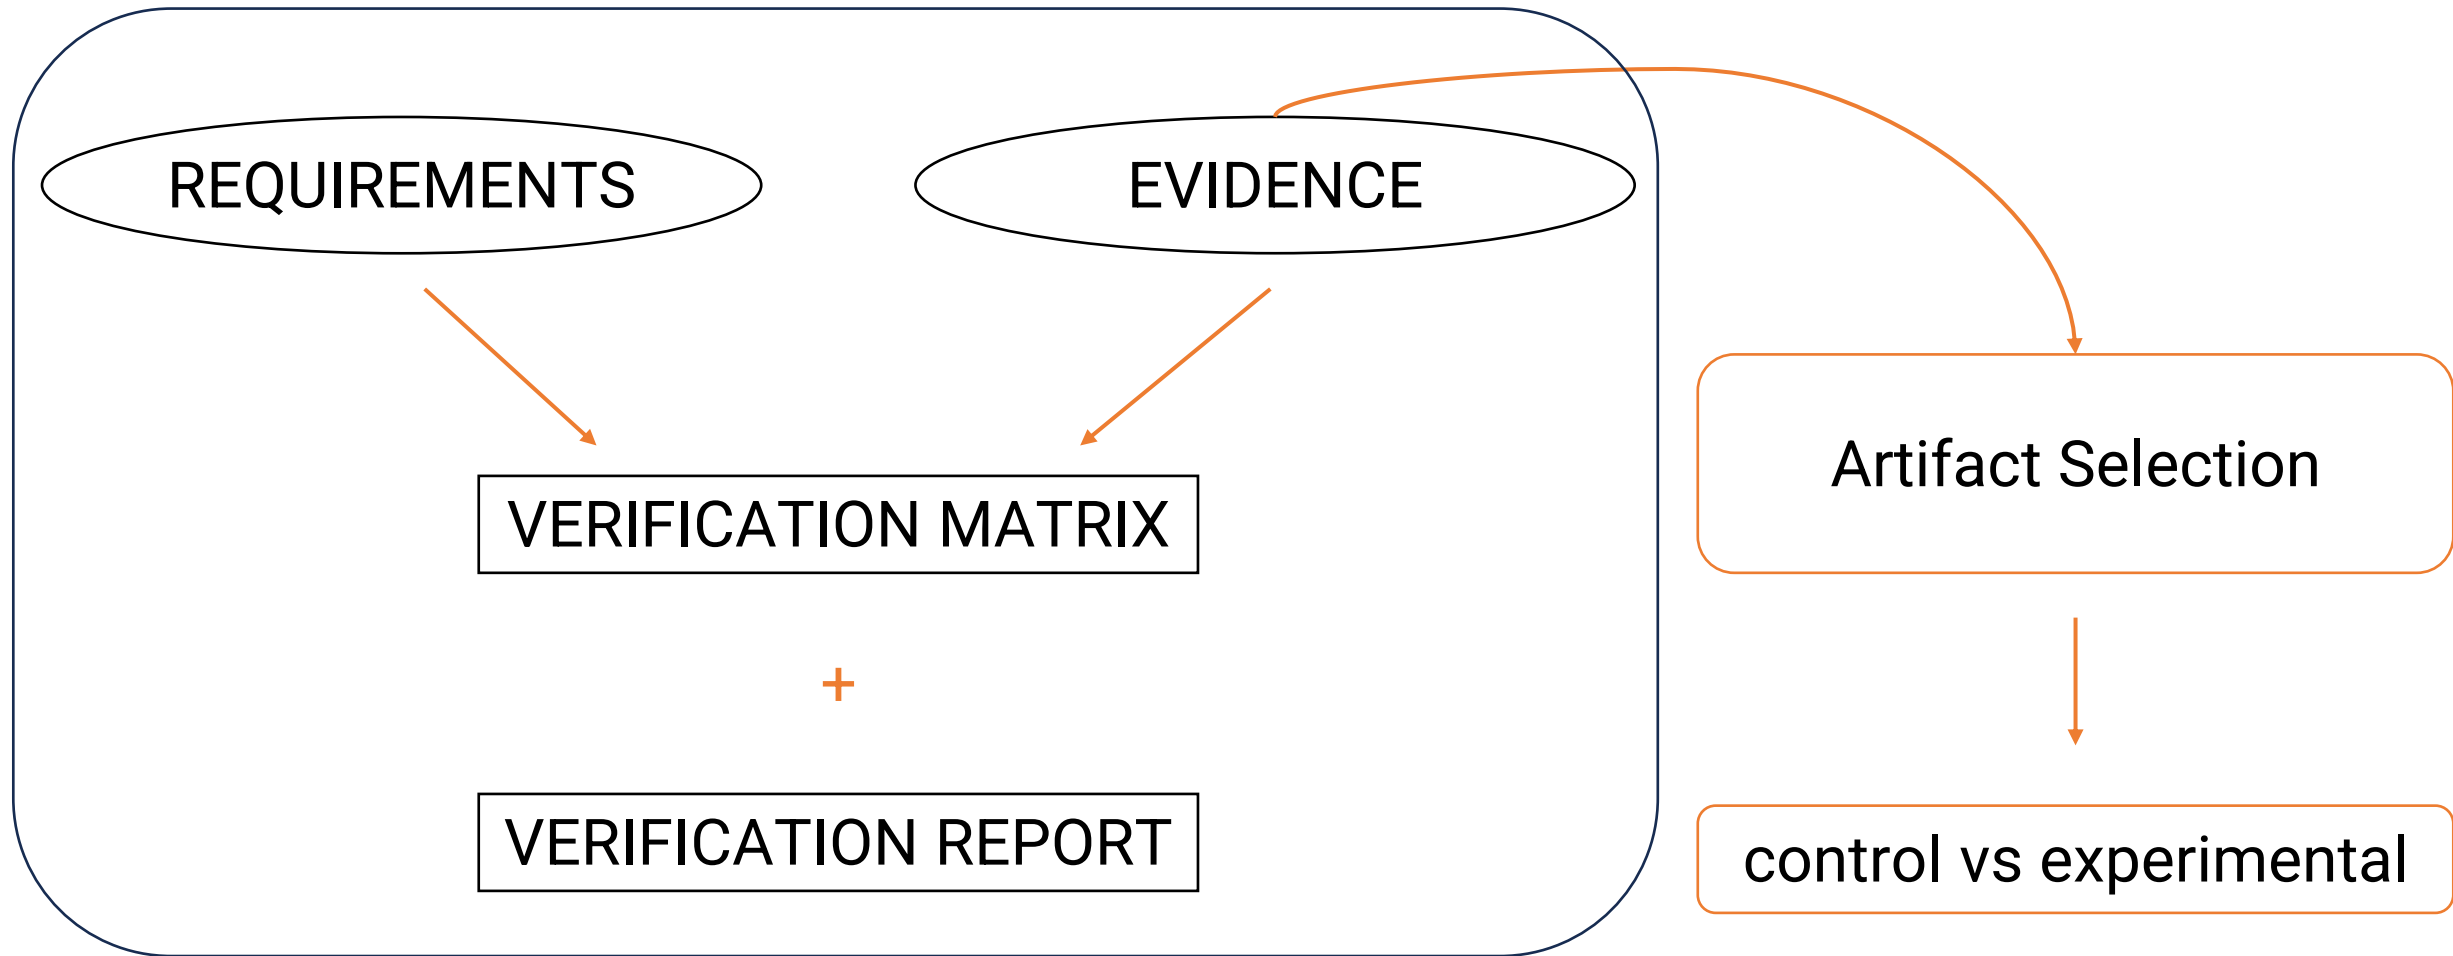 REQUIREMENTS
EVIDENCE
VERIFICATION MATRIX
+
VERIFICATION REPORT
Artifact Selection
control vs experimental